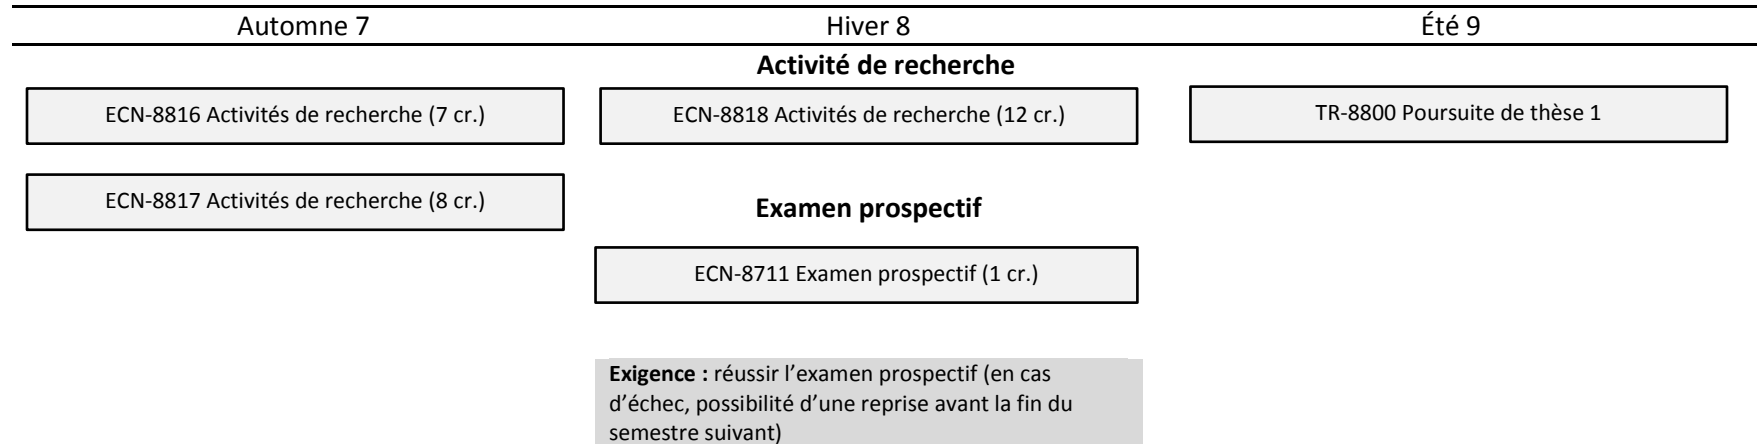 Automne 7
Hiver 8
Été 9
Activité de recherche
ECN-8816 Activités de recherche (7 cr.)
ECN-8818 Activités de recherche (12 cr.)
TR-8800 Poursuite de thèse 1
ECN-8817 Activités de recherche (8 cr.)
Examen prospectif
ECN-8711 Examen prospectif (1 cr.)
Exigence : réussir l’examen prospectif (en cas
d’échec, possibilité d’une reprise avant la fin du
semestre suivant)